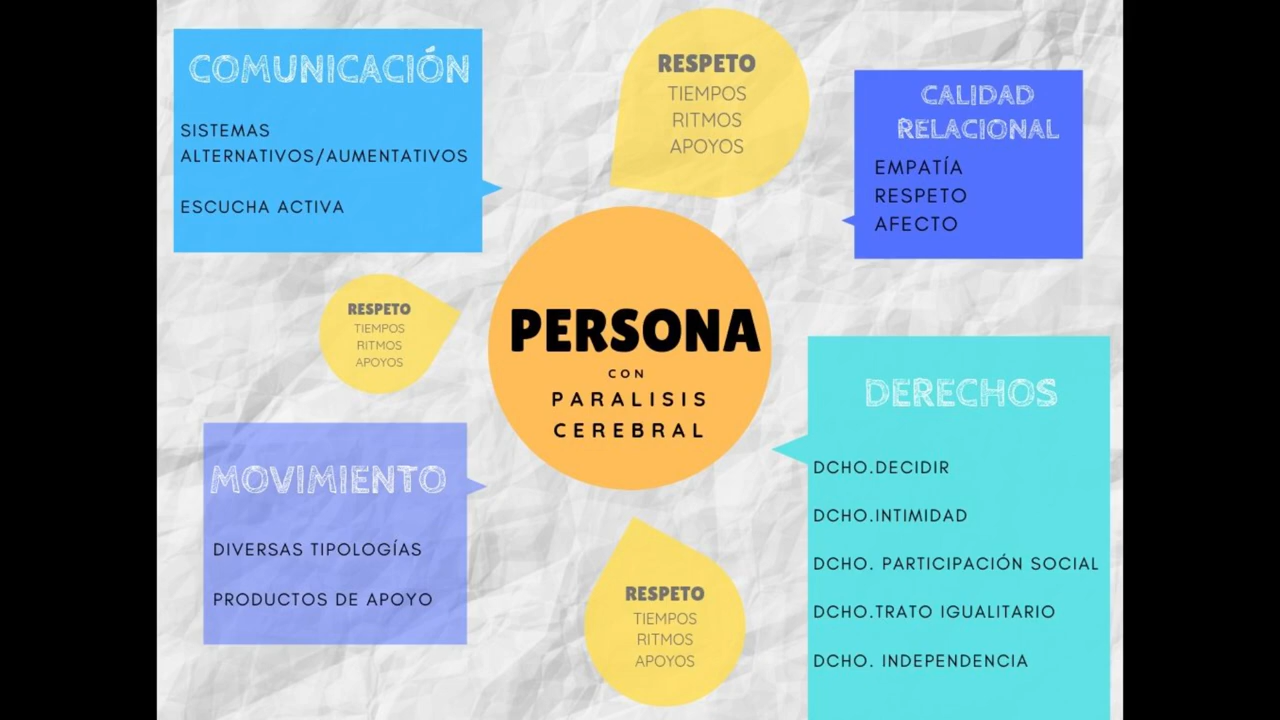 COMUNICACIÓN
SISTEMAS
ALTERNATIVOS/AUMENTATIVOS
ESCUCHA ACTIVA
RESPETO
TIEMPOS
RITMOS
APOYOS
CALIDAD
RELACIONAL
EMPATÍA
RESPETO
AFECTO
RESPETO
TIEMPOS
RITMOS
APOYOS
PERSONA
CON
PARALISIS
CEREBRAL
MOVIMIENTO
DIVERSAS TIPOLOGÍAS
PRODUCTOS DE APOYO
RESPETO
TIEMPOS
RITMOS
APOYOS
DERECHOS
DCHO.DECIDIR
DCHO.INTIMIDAD
DCHO. PARTICIPACIÓN SOCIAL
DCHO.TRATO IGUALITARIO
DCHO. INDEPENDENCIA